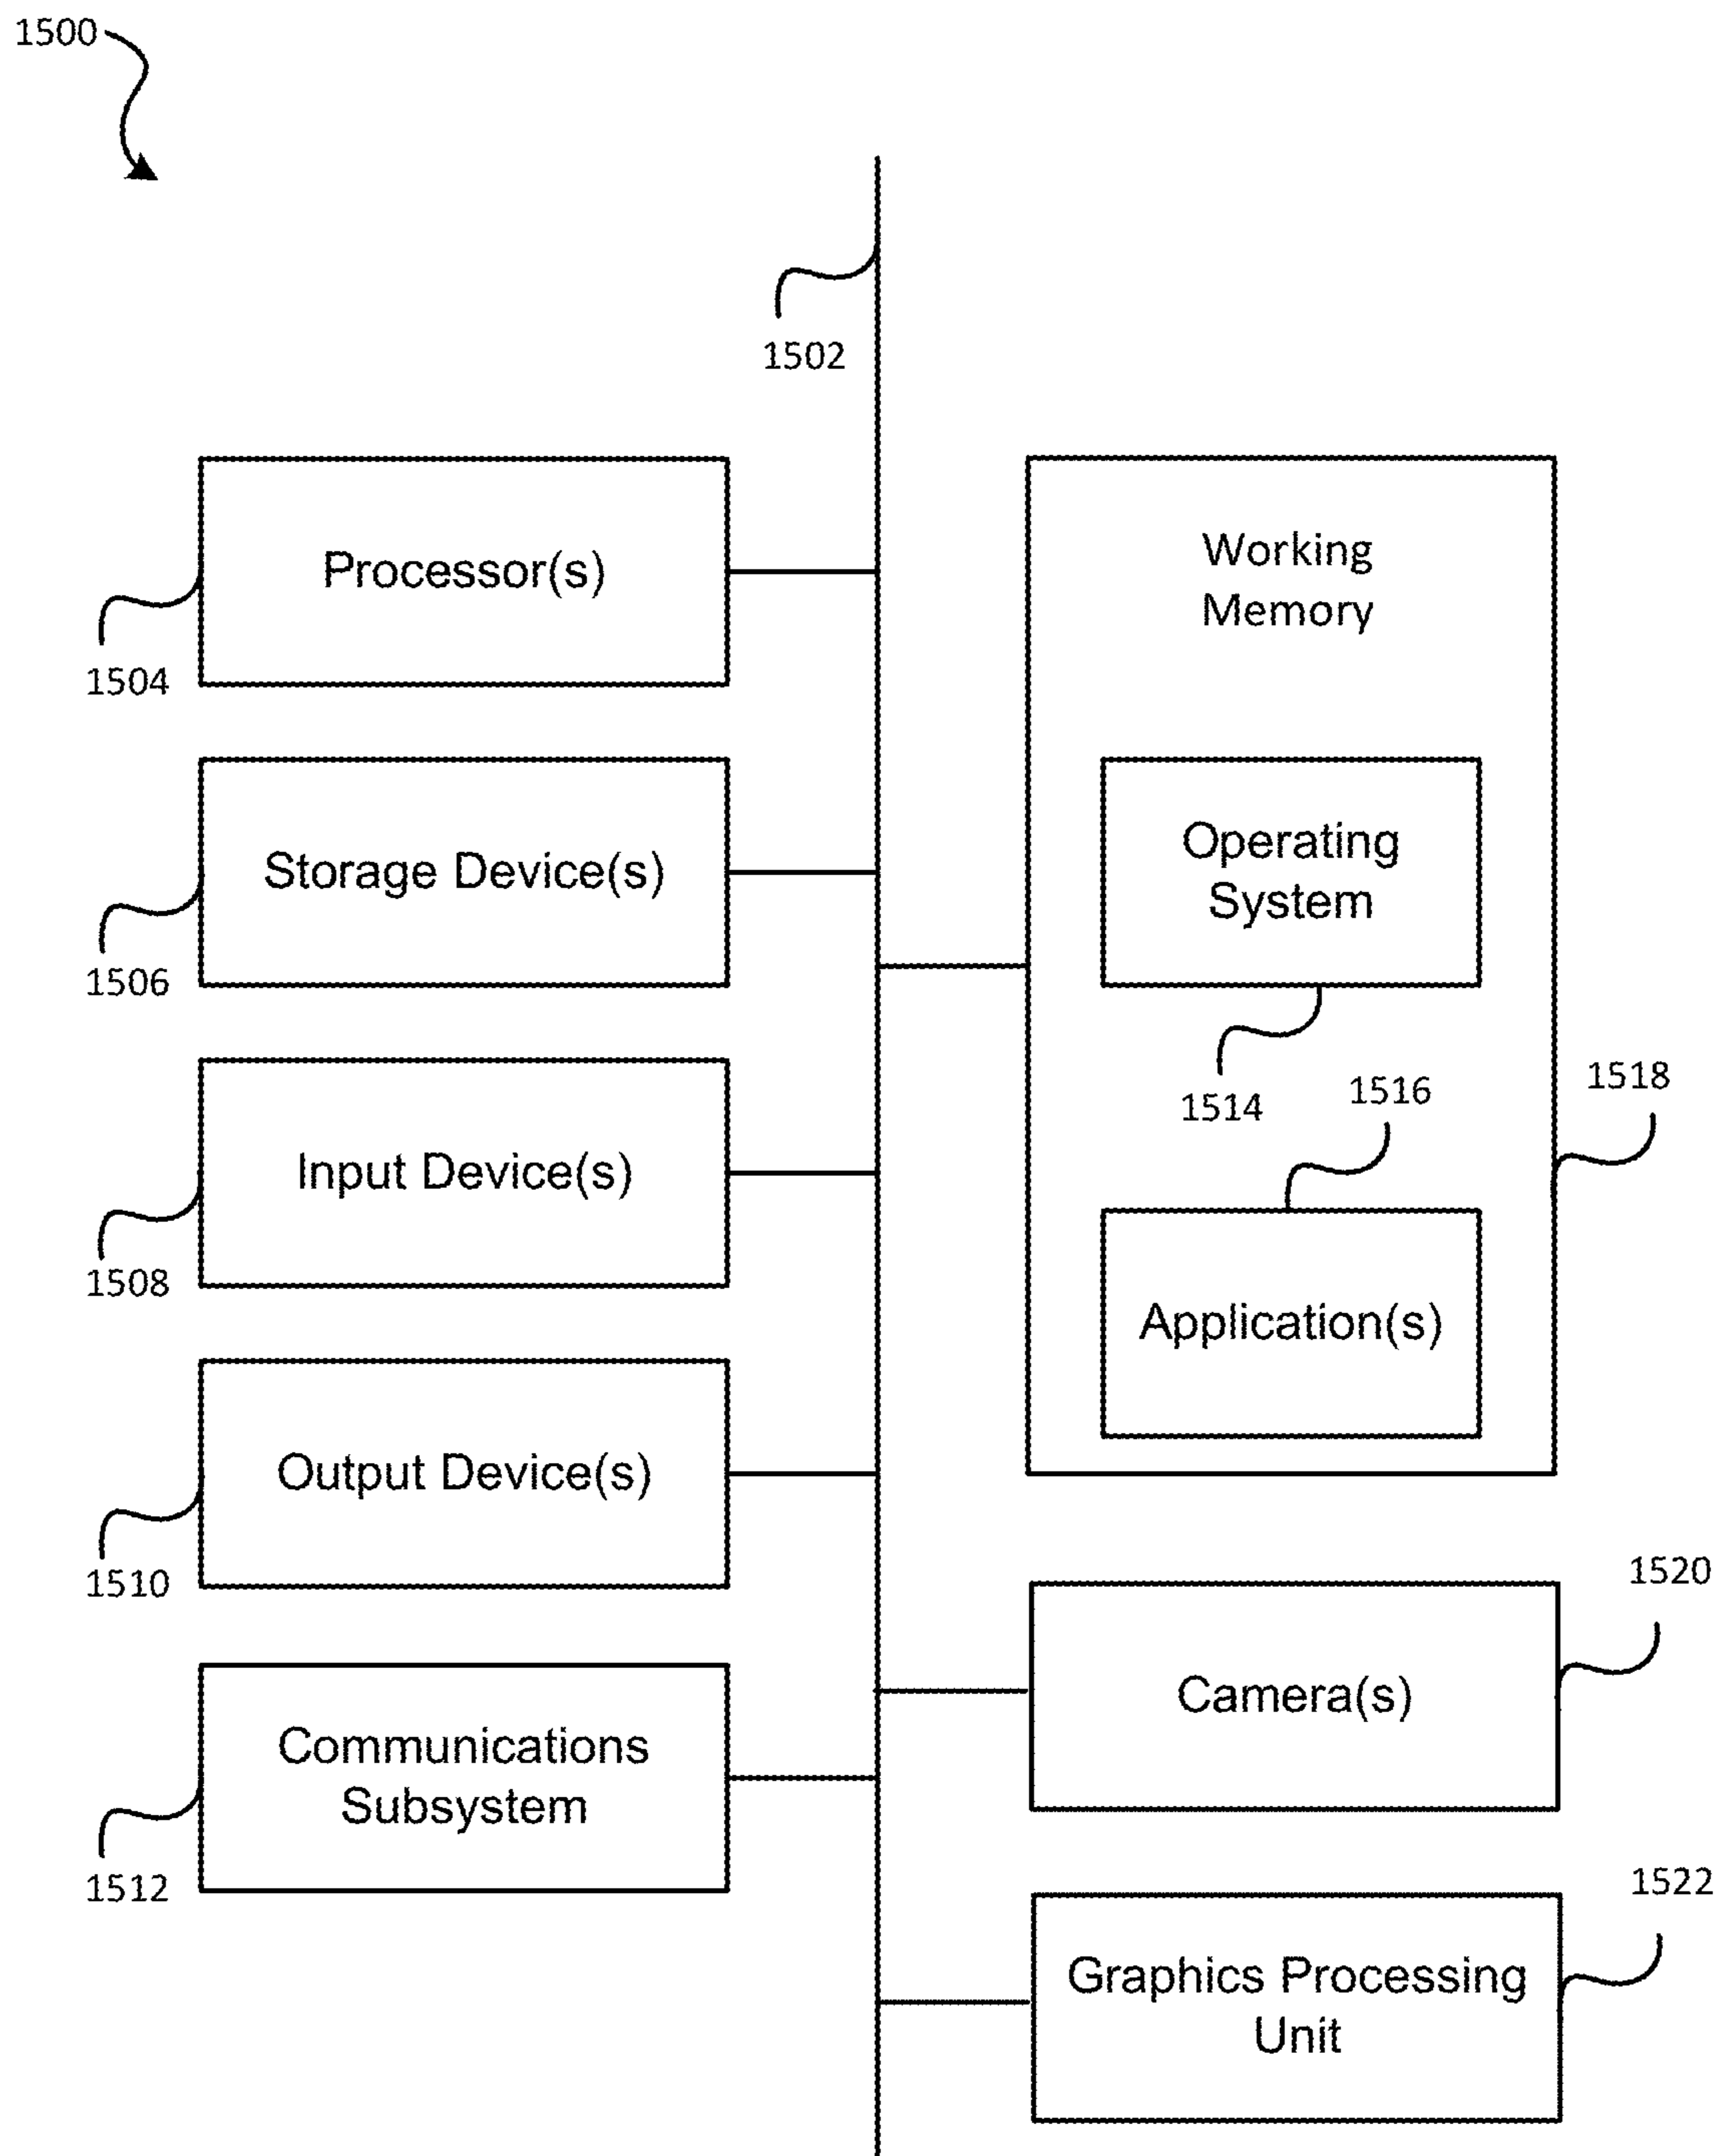 1500
1502
Processor(s)
1504
Storage Device(s)
1506
Input Device(s)
1508
Output Device(s)
1510
Communications
Subsystem
1512
Working
Memory
Operating
System
1514
1516
1518
Application(s)
1520
Camera(s)
1522
Graphics Processing
Unit